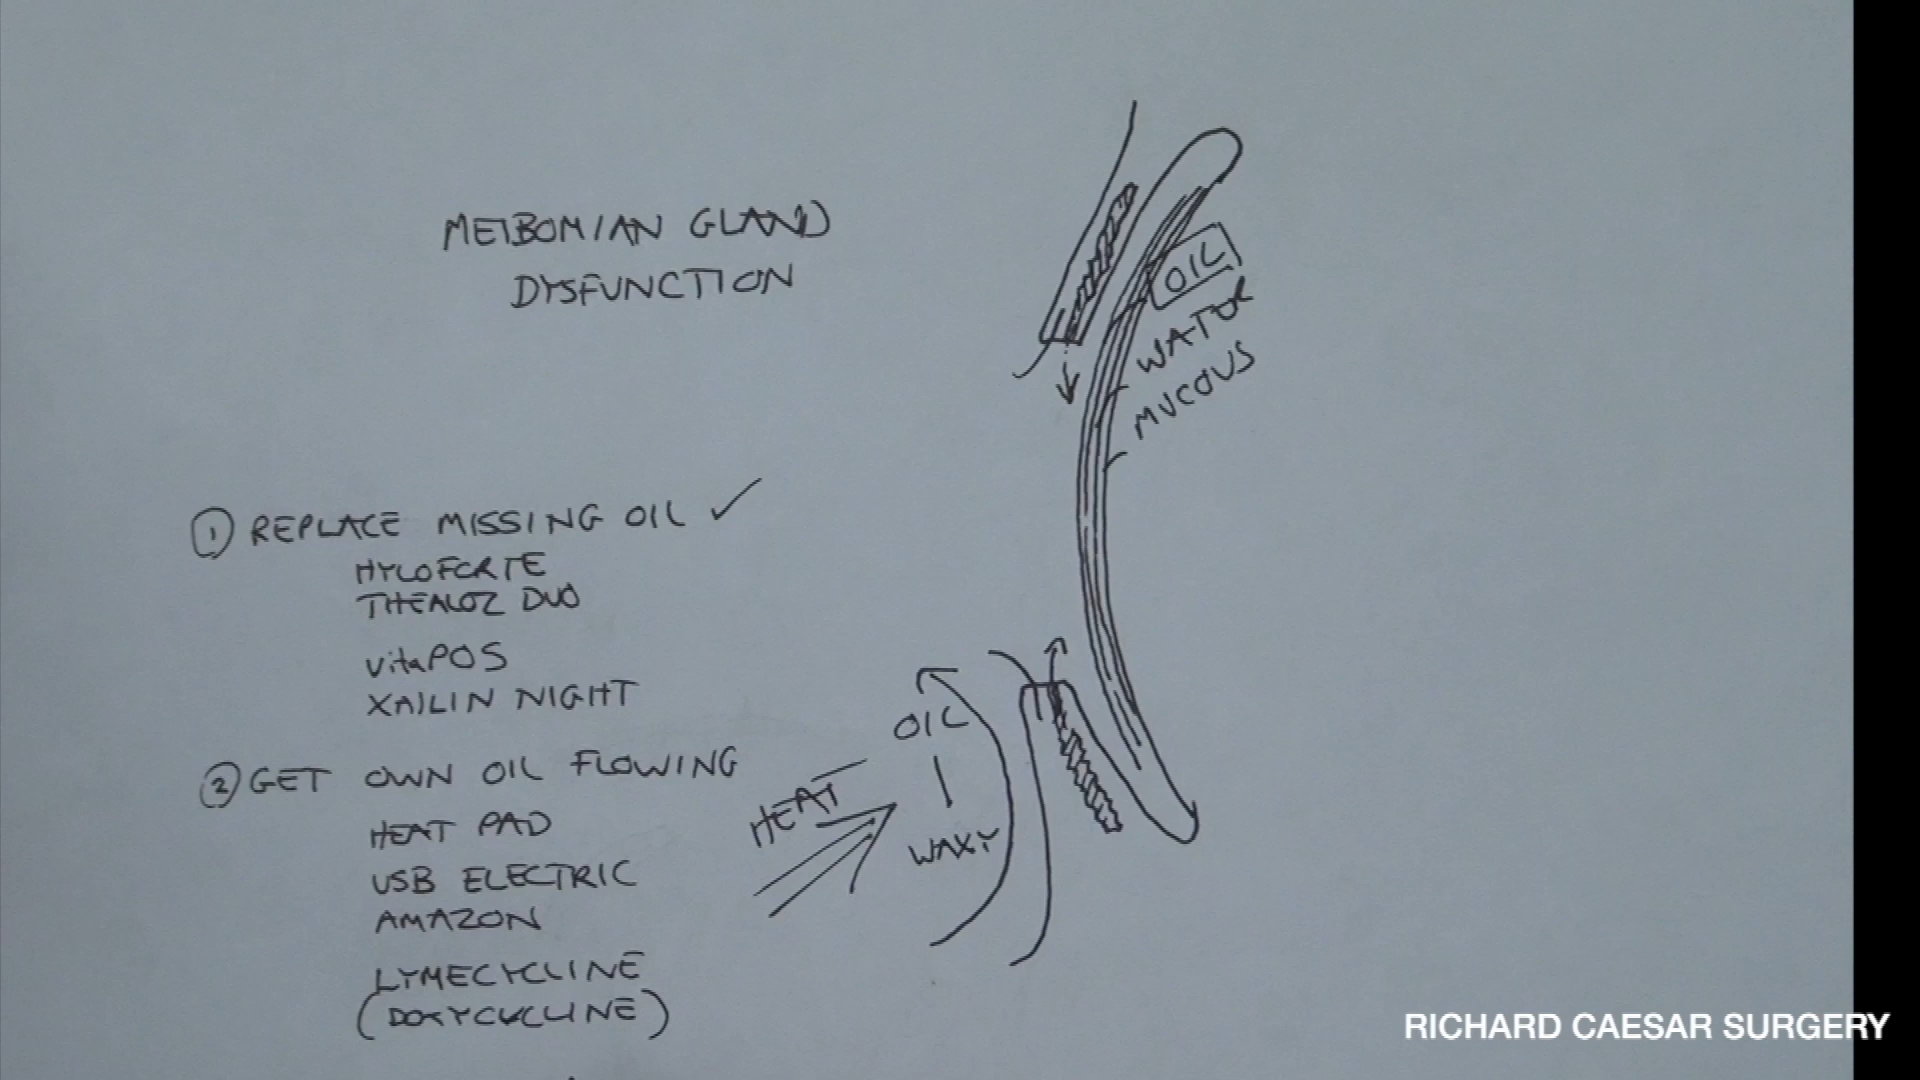 MEIBOMIAN GLAND
DYSFUNCTION
OIL
WATER
MUCOUS
① REPLACE MISSING OIL ✓
HYLOFORTE
THEALOZ DUO
vitaPOS
XAILIN NIGHT
② GET OWN OIL FLOWING
HEAT PAD
USB ELECTRIC
AMAZON
LYMECYCLINE
(DOXYCYCLINE)
HEAT
OIL
WAXY
RICHARD CAESAR SURGERY